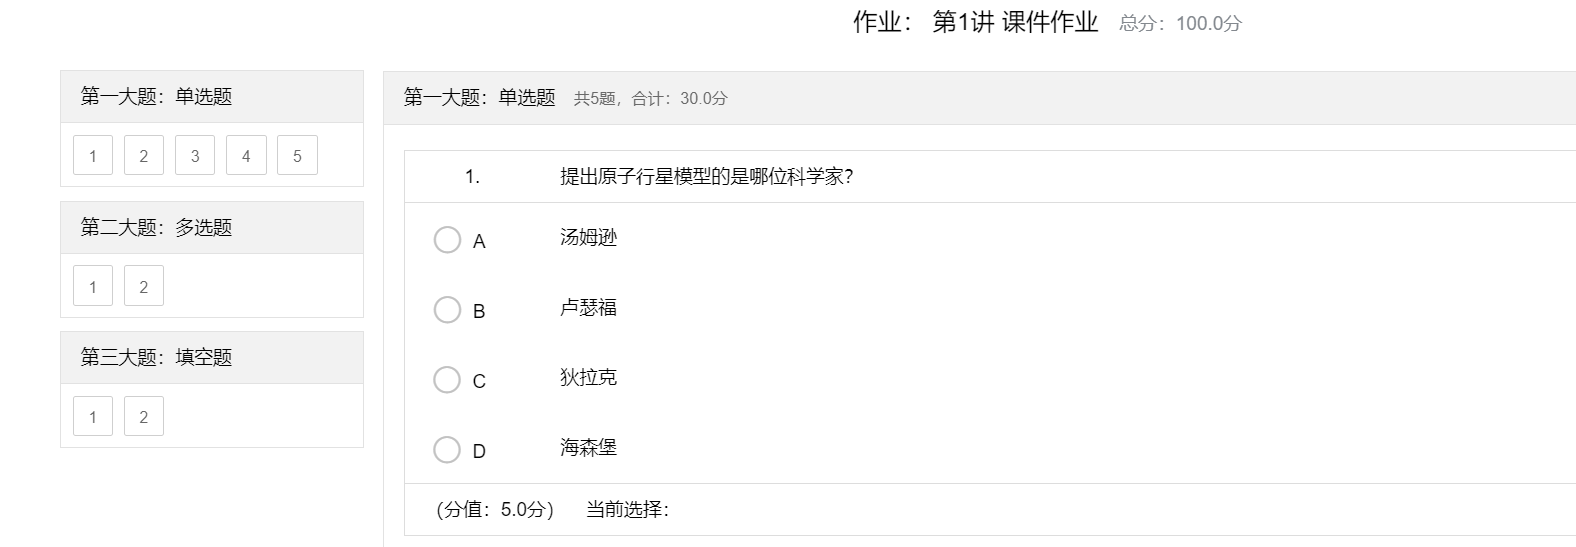 作业： 第1讲 课件作业 总分：100.0分
第一大题：单选题
1 2 3 4 5
第二大题：多选题
1 2
第三大题：填空题
1 2
第一大题：单选题 共5题，合计：30.0分
1. 提出原子行星模型的是哪位科学家？
A 汤姆逊
B 卢瑟福
C 狄拉克
D 海森堡
(分值：5.0分) 当前选择：